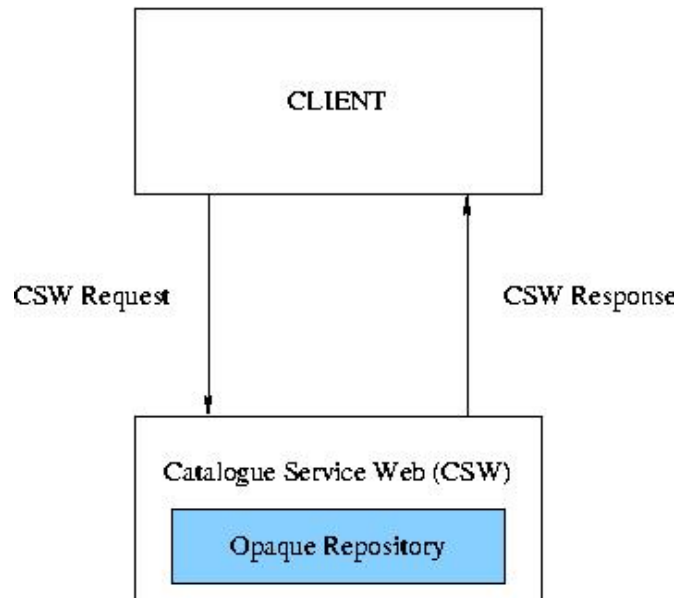 CLIENT
CSW Request
CSW Response
Catalogue Service Web (CSW)
Opaque Repository